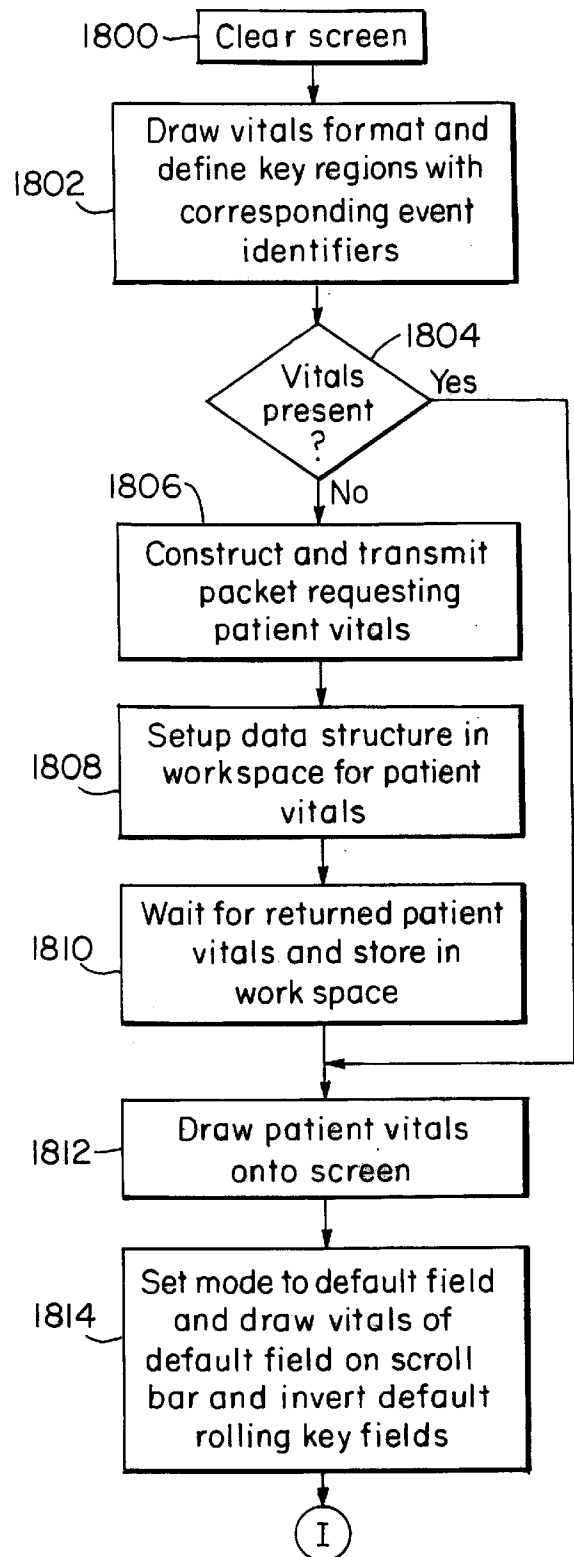 1800
Clear screen
1802
Draw vitals format and
define key regions with
corresponding event
identifiers
1804
Vitals
present
?
Yes
No
1806
Construct and transmit
packet requesting
patient vitals
1808
Setup data structure in
workspace for patient
vitals
1810
Wait for returned patient
vitals and store in
work space
1812
Draw patient vitals
onto screen
1814
Set mode to default field
and draw vitals of
default field on scroll
bar and invert default
rolling key fields
I